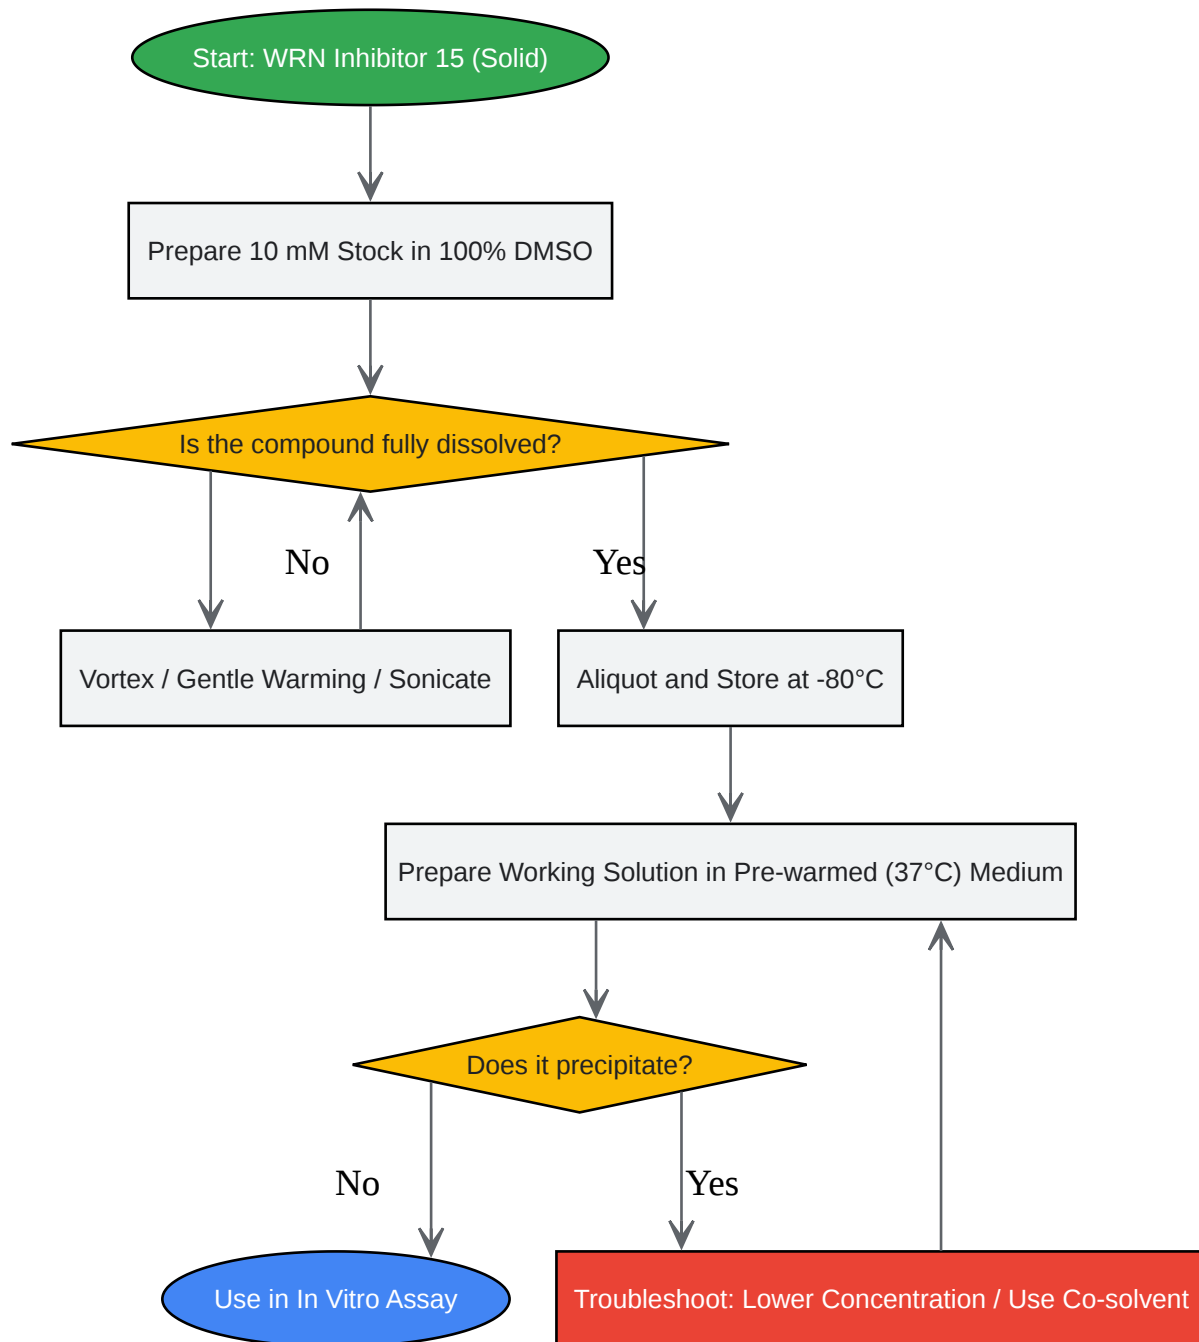 Start: WRN Inhibitor 15 (Solid)
Prepare 10 mM Stock in 100% DMSO
Is the compound fully dissolved?
No
Yes
Vortex / Gentle Warming / Sonicate
Aliquot and Store at -80°C
Prepare Working Solution in Pre-warmed (37°C) Medium
Does it precipitate?
No
Yes
Use in In Vitro Assay
Troubleshoot: Lower Concentration / Use Co-solvent